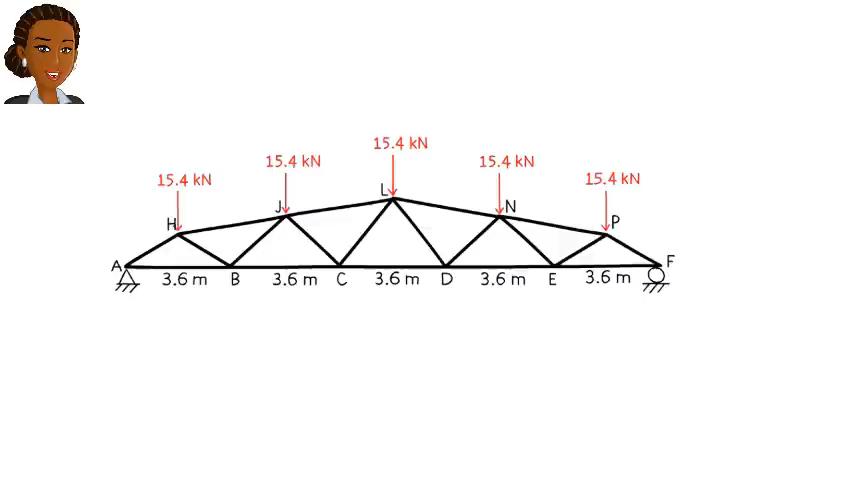 15.4 kN
15.4 kN 15.4 kN
15.4 kN 15.4 kN
L
J N
H P
A F
3.6 m B 3.6 m C 3.6 m D 3.6 m E 3.6 m